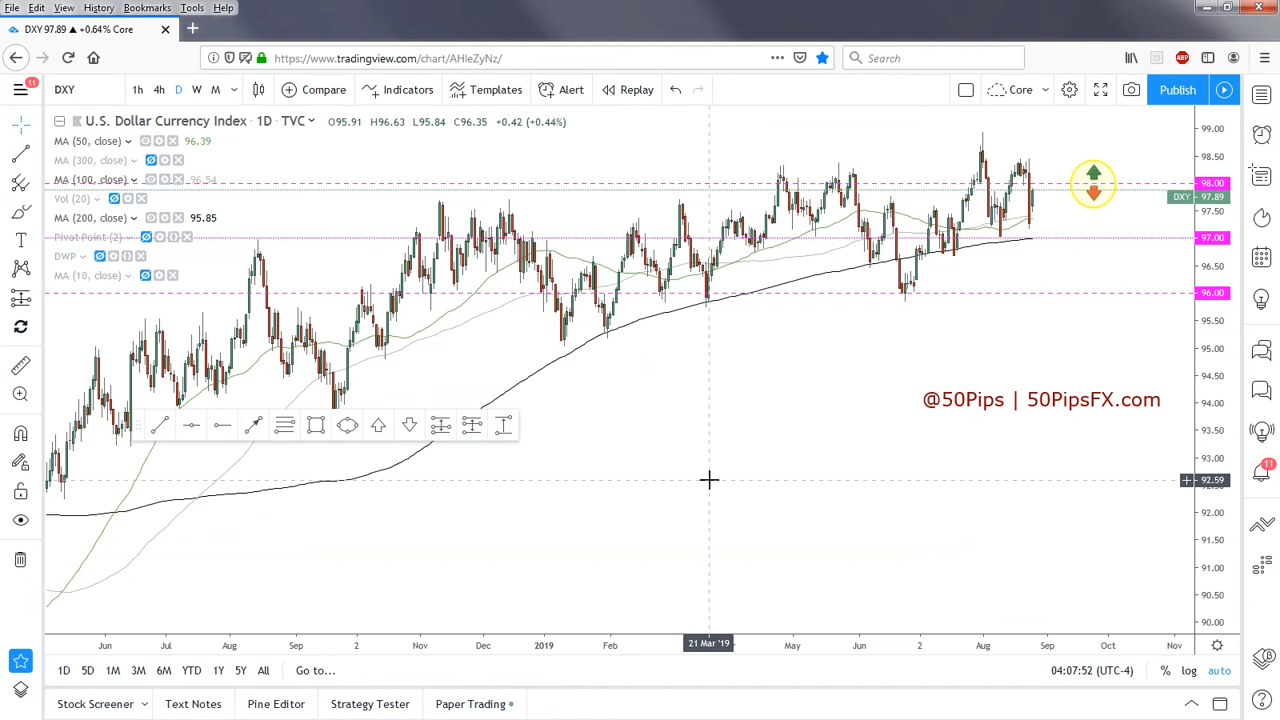 File Edit View History Bookmarks Tools Help
DXY 97.89 ▲ +0.64% Core
https://www.tradingview.com/chart/AHIeZyNz/
Search
ABP
11
DXY 1h 4h D W M Compare Indicators Templates Alert Replay Core Publish
U.S. Dollar Currency Index · 1D · TVC O95.91 H96.63 L95.84 C96.35 +0.42 (+0.44%)
MA (50, close) 96.39
MA (300, close)
MA (100, close) 96.54
Vol (20)
MA (200, close) 95.85
Pivot Point (2)
DWP
MA (10, close)
99.00
98.50
98.00
DXY 97.89
97.50
97.00
96.50
96.00
95.50
95.00
94.50
94.00
@50Pips | 50PipsFX.com
93.50
93.00
92.59
92.00
91.50
91.00
90.50
90.00
11
Jun Jul Aug Sep 2 Nov Dec 2019 Feb 21 Mar '19 May Jun 2 Aug Sep Oct Nov
1D 5D 1M 3M 6M YTD 1Y 5Y All Go to... 04:07:52 (UTC-4) % log auto
Stock Screener Text Notes Pine Editor Strategy Tester Paper Trading